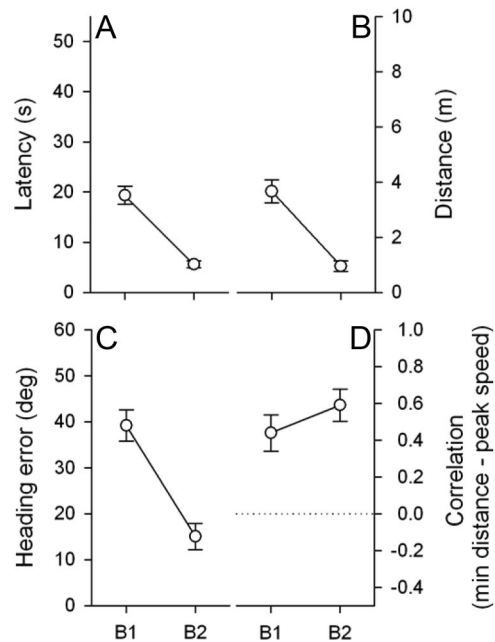 A
B
50
40
30
20
10
0
Latency (s)
10
8
6
4
2
0
Distance (m)
C
D
60
50
40
30
20
10
0
Heading error (deg)
1.0
0.8
0.6
0.4
0.2
0.0
-0.2
-0.4
Correlation
(min distance - peak speed)
B1 B2 B1 B2